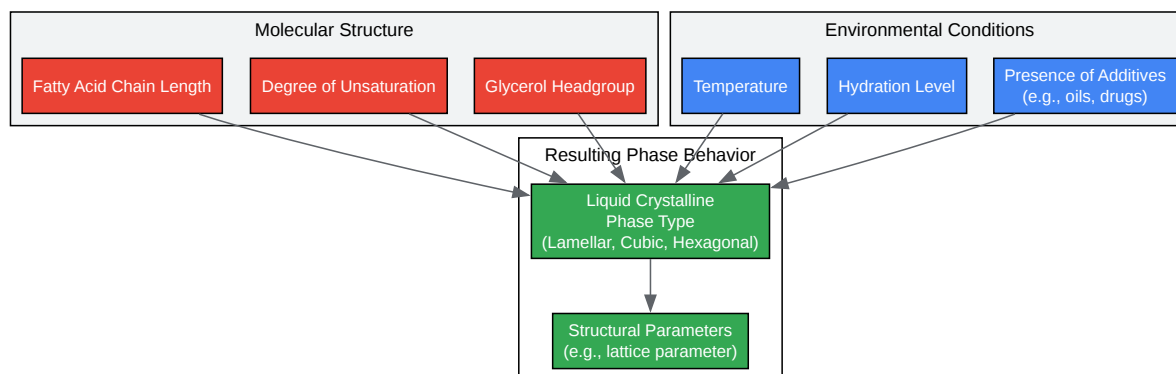 Molecular Structure
Environmental Conditions
Fatty Acid Chain Length
Degree of Unsaturation
Glycerol Headgroup
Temperature
Hydration Level
Presence of Additives
(e.g., oils, drugs)
Resulting Phase Behavior
Liquid Crystalline
Phase Type
(Lamellar, Cubic, Hexagonal)
Structural Parameters
(e.g., lattice parameter)